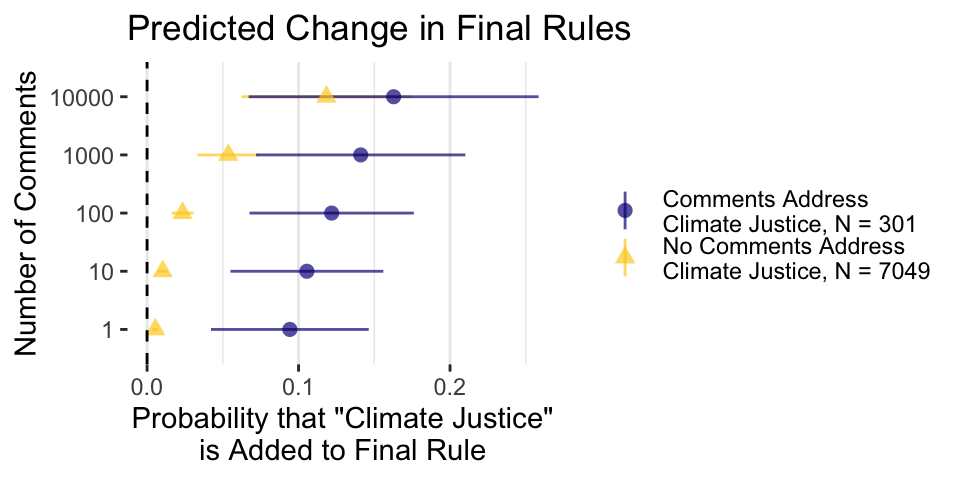 Predicted Change in Final Rules
Number of Comments
10000
1000
100
10
1
0.0
0.1
0.2
Probability that "Climate Justice"
is Added to Final Rule
Comments Address
Climate Justice, N = 301
No Comments Address
Climate Justice, N = 7049